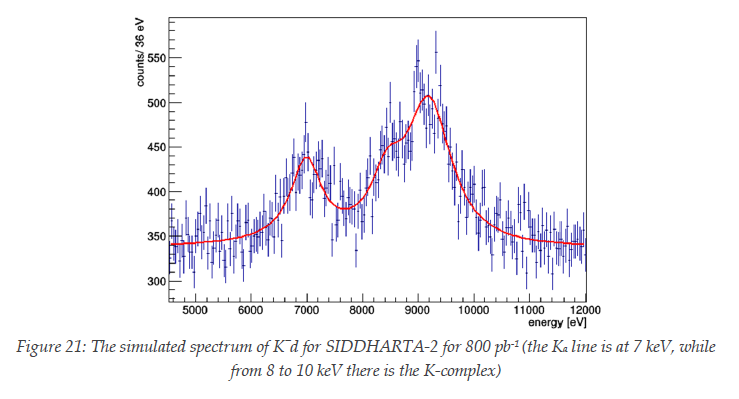 counts/ 36 eV
550
500
450
400
350
300
5000 6000 7000 8000 9000 10000 11000 12000
energy [eV]
Figure 21: The simulated spectrum of K⁻d for SIDDHARTA-2 for 800 pb⁻¹ (the Kα line is at 7 keV, while
from 8 to 10 keV there is the K-complex)